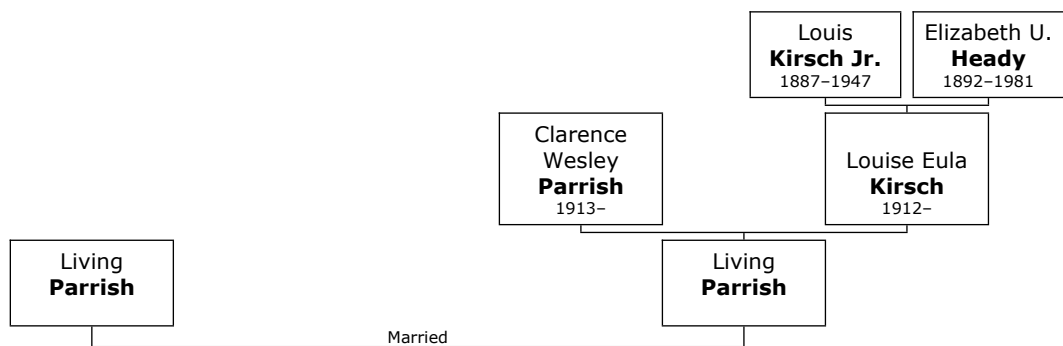 Louis
Kirsch Jr.
1887–1947
Elizabeth U.
Heady
1892–1981
Clarence
Wesley
Parrish
1913–
Louise Eula
Kirsch
1912–
Living
Parrish
Living
Parrish
Married